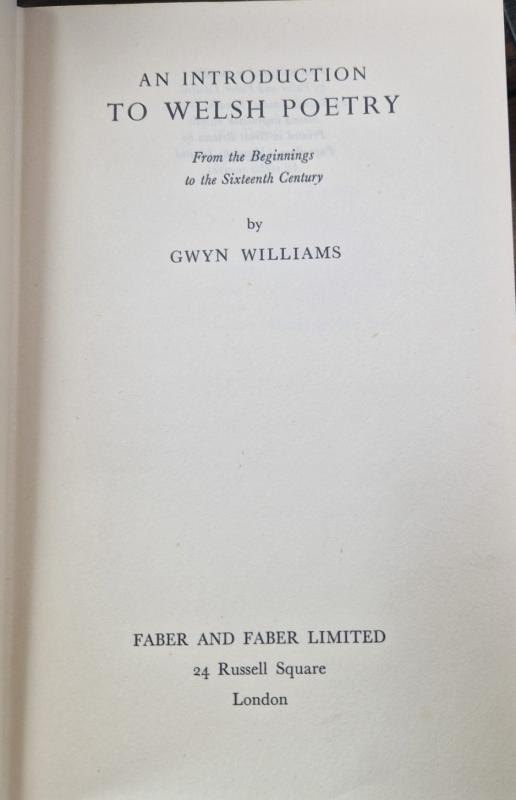 AN INTRODUCTION
TO WELSH POETRY
From the Beginnings
to the Sixteenth Century
by
GWYN WILLIAMS
FABER AND FABER LIMITED
24 Russell Square
London